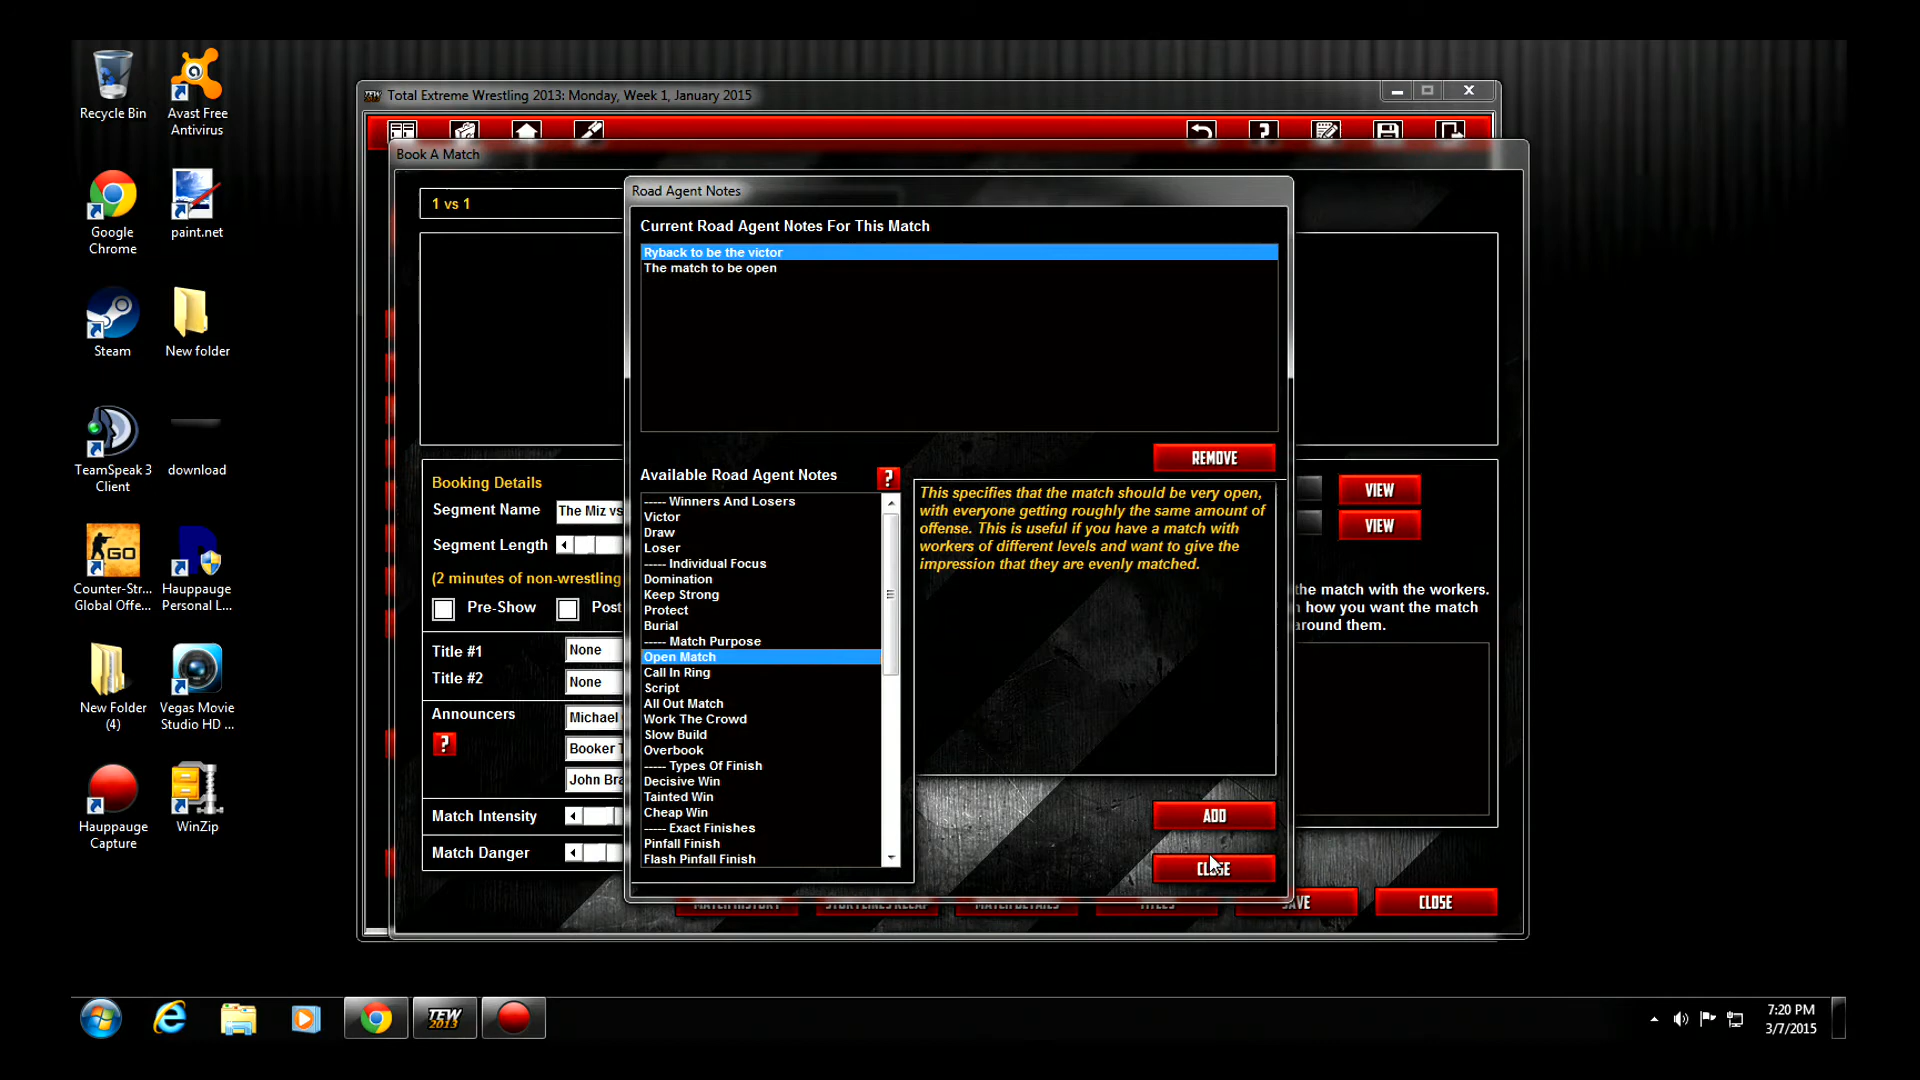 Recycle Bin
Avast Free
Antivirus
Google
Chrome
paint.net
Steam
New folder
TeamSpeak 3
Client
download
Counter-Str...
Global Offe...
Hauppauge
Personal L...
New Folder
(4)
Vegas Movie
Studio HD ...
Hauppauge
Capture
WinZip
Total Extreme Wrestling 2013: Monday, Week 1, January 2015
Book A Match
1 vs 1
Road Agent Notes
Current Road Agent Notes For This Match
Ryback to be the victor
The match to be open
REMOVE
Available Road Agent Notes
?
----- Winners And Losers
Victor
Draw
Loser
----- Individual Focus
Domination
Keep Strong
Protect
Burial
----- Match Purpose
Open Match
Call In Ring
Script
All Out Match
Work The Crowd
Slow Build
Overbook
----- Types Of Finish
Decisive Win
Tainted Win
Cheap Win
----- Exact Finishes
Pinfall Finish
Flash Pinfall Finish
This specifies that the match should be very open,
with everyone getting roughly the same amount of
offense. This is useful if you have a match with
workers of different levels and want to give the
impression that they are evenly matched.
ADD
CLOSE
Booking Details
Segment Name
The Miz vs
Segment Length
(2 minutes of non-wrestling
Pre-Show
Post
Title #1
None
Title #2
None
Announcers
Michael
?
Booker T
John Bra
Match Intensity
Match Danger
VIEW
VIEW
the match with the workers.
how you want the match
around them.
MATCH HISTORY
STORYLINES RECAP
MATCH DETAILS
TITLES
SAVE
CLOSE
TEW
2013
7:20 PM
3/7/2015